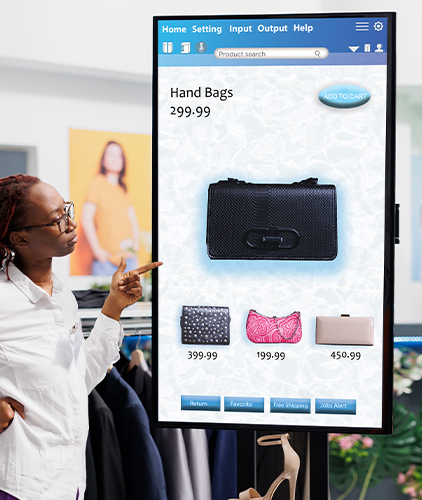 Home Setting Input Output Help
Product search
Hand Bags
299.99
ADD TO CART
399.99 199.99 450.99
Return Favorite Free Shipping Jobs Alert